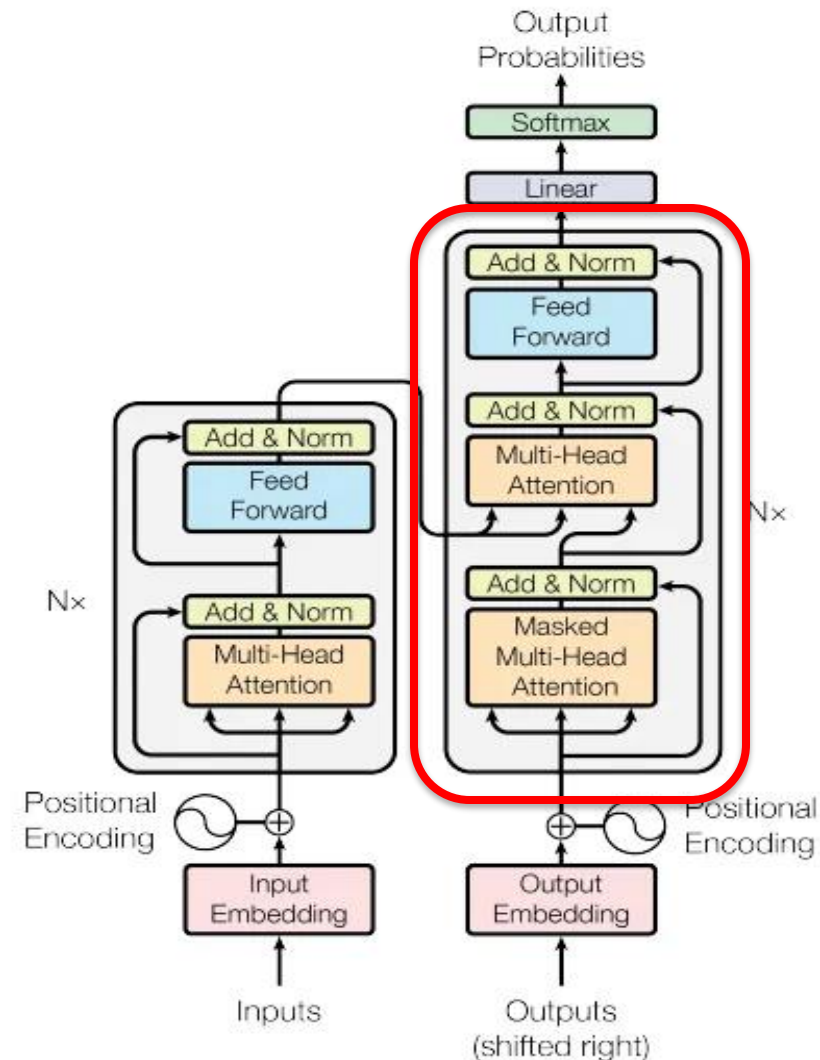 Output
Probabilities
Softmax
Linear
Add & Norm
Feed
Forward
Add & Norm
Multi-Head
Attention
Add & Norm
Masked
Multi-Head
Attention
N×
Add & Norm
Feed
Forward
Add & Norm
Multi-Head
Attention
N×
Positional
Encoding
Positional
Encoding
Input
Embedding
Output
Embedding
Inputs
Outputs
(shifted right)